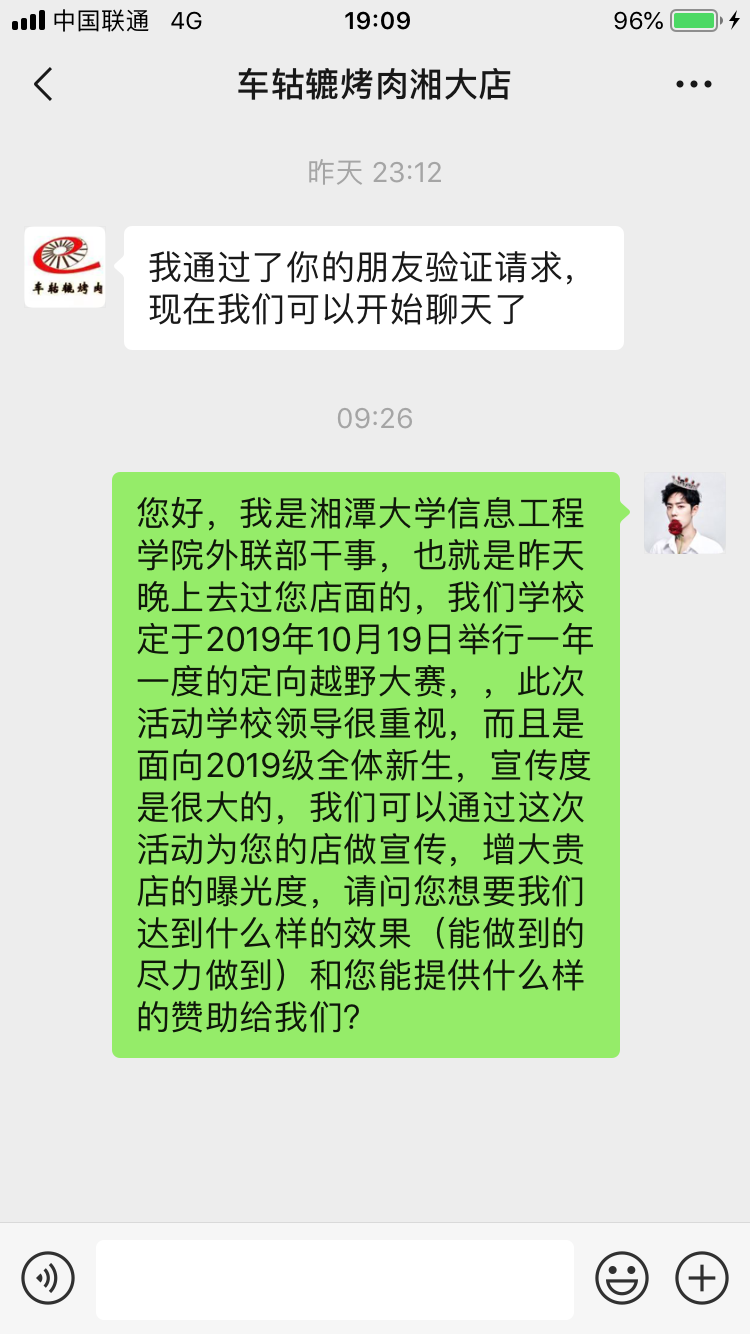 中国联通 4G 19:09 96%
车轱辘烤肉湘大店
昨天 23:12
车轱辘烤肉
我通过了你的朋友验证请求，
现在我们可以开始聊天了
09:26
您好，我是湘潭大学信息工程
学院外联部干事，也就是昨天
晚上去过您店面的，我们学校
定于2019年10月19日举行一年
一度的定向越野大赛，，此次
活动学校领导很重视，而且是
面向2019级全体新生，宣传度
是很大的，我们可以通过这次
活动为您的店做宣传，增大贵
店的曝光度，请问您想要我们
达到什么样的效果（能做到的
尽力做到）和您能提供什么样
的赞助给我们?